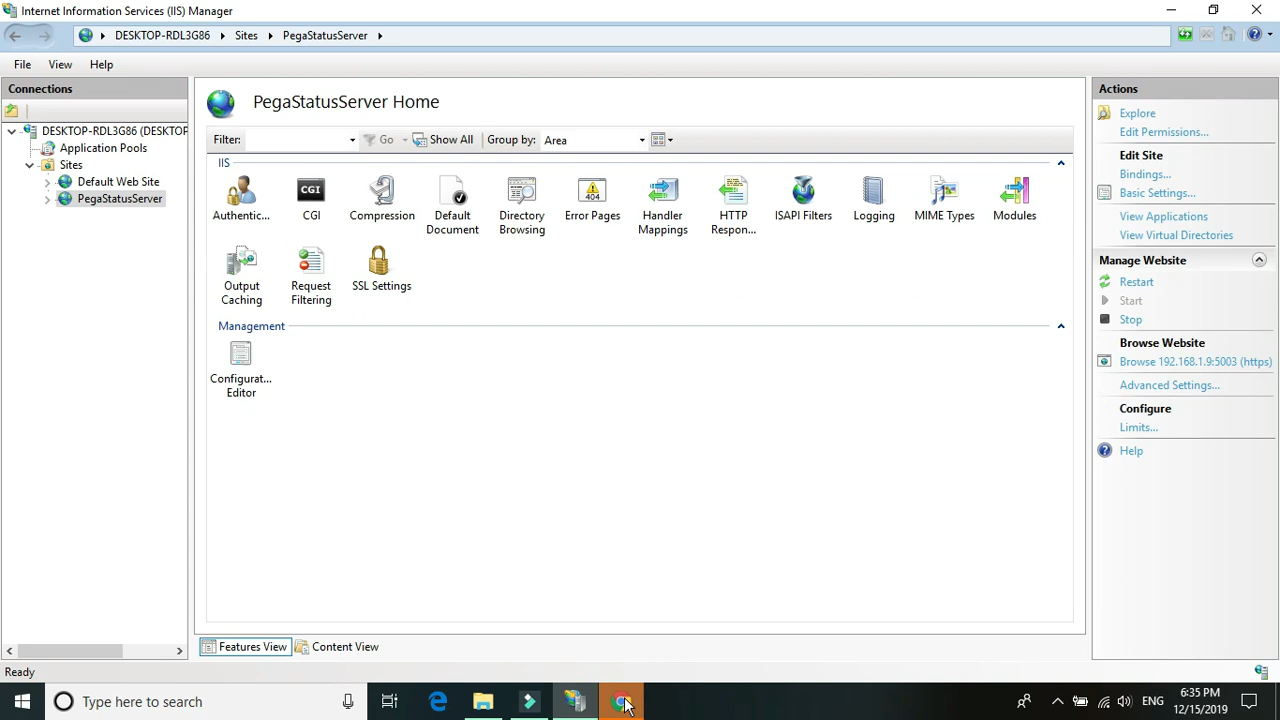 Internet Information Services (IIS) Manager
DESKTOP-RDL3G86 Sites PegaStatusServer
File View Help
Connections
DESKTOP-RDL3G86 (DESKTOP
Application Pools
Sites
Default Web Site
PegaStatusServer
PegaStatusServer Home
Filter: Go Show All Group by: Area
IIS
Authentic... CGI Compression Default Document Directory Browsing Error Pages Handler Mappings HTTP Respon... ISAPI Filters Logging MIME Types Modules
Output Caching Request Filtering SSL Settings
Management
Configurat... Editor
Features View Content View
Actions
Explore
Edit Permissions...
Edit Site
Bindings...
Basic Settings...
View Applications
View Virtual Directories
Manage Website
Restart
Start
Stop
Browse Website
Browse 192.168.1.9:5003 (https)
Advanced Settings...
Configure
Limits...
Help
Ready
Type here to search
ENG
6:35 PM
12/15/2019